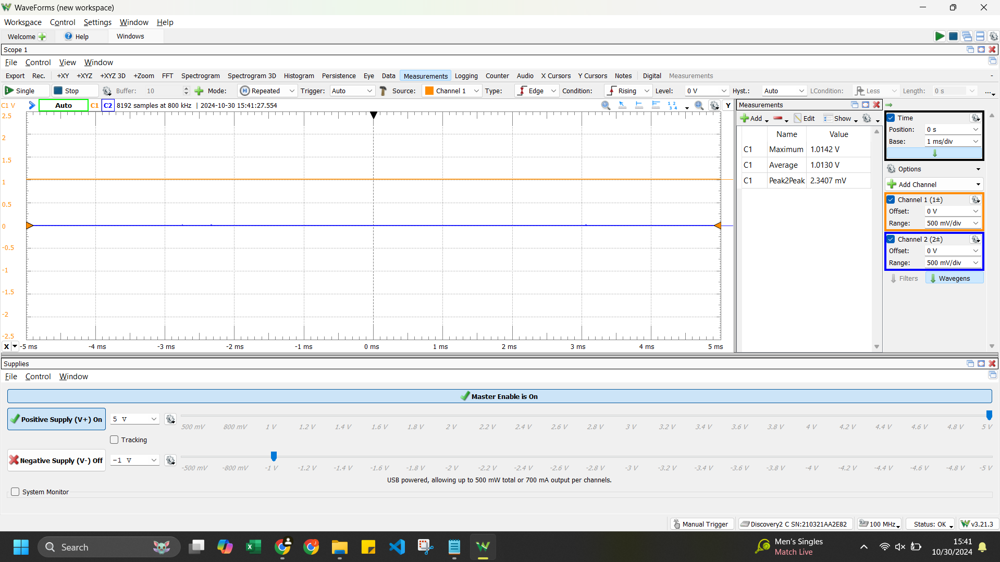 WaveForms (new workspace)
Workspace Control Settings Window Help
Welcome Help Windows
Scope 1
File Control View Window
Export Rec. +XY +XYZ +XYZ 3D +Zoom FFT Spectrogram Spectrogram 3D Histogram Persistence Eye Data Measurements Logging Counter Audio X Cursors Y Cursors Notes Digital Measurements -
Single Stop Buffer: 10 Mode: Repeated Trigger: Auto Source: Channel 1 Type: Edge Condition: Rising Level: 0 V Hyst.: Auto LCondition: Less Length: 0 s ...
C1 V Auto C1 C2 8192 samples at 800 kHz | 2024-10-30 15:41:27.554 Y
2.5
2
1.5
1
0.5
0
-0.5
-1
-1.5
-2
-2.5
X -5 ms -4 ms -3 ms -2 ms -1 ms 0 ms 1 ms 2 ms 3 ms 4 ms 5 ms
Measurements
Add Edit Show
Name Value
C1 Maximum 1.0142 V
C1 Average 1.0130 V
C1 Peak2Peak 2.3407 mV
Time
Position: 0 s
Base: 1 ms/div
Options
Add Channel
Channel 1 (1±)
Offset: 0 V
Range: 500 mV/div
Channel 2 (2±)
Offset: 0 V
Range: 500 mV/div
Filters Wavegens
Supplies
File Control Window
Master Enable is On
Positive Supply (V+) On 5 V
500 mV 800 mV 1 V 1.2 V 1.4 V 1.6 V 1.8 V 2 V 2.2 V 2.4 V 2.6 V 2.8 V 3 V 3.2 V 3.4 V 3.6 V 3.8 V 4 V 4.2 V 4.4 V 4.6 V 4.8 V 5 V
Tracking
Negative Supply (V-) Off -1 V
-500 mV -800 mV -1 V -1.2 V -1.4 V -1.6 V -1.8 V -2 V -2.2 V -2.4 V -2.6 V -2.8 V -3 V -3.2 V -3.4 V -3.6 V -3.8 V -4 V -4.2 V -4.4 V -4.6 V -4.8 V -5 V
USB powered, allowing up to 500 mW total or 700 mA output per channels.
System Monitor
Manual Trigger Discovery2 C SN:210321AA2E82 100 MHz Status: OK v3.21.3
Search
Men's Singles
Match Live
15:41
10/30/2024